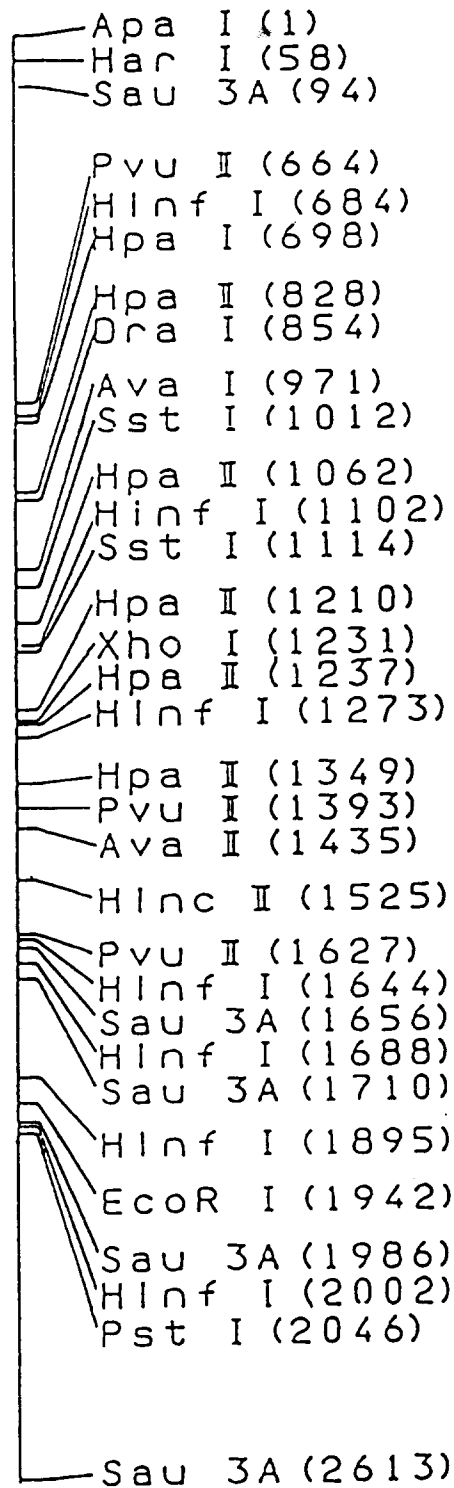 Apa I (1)
Har I (58)
Sau 3A (94)
Pvu II (664)
HInf I (684)
Hpa I (698)
Hpa II (828)
Dra I (854)
Ava I (971)
Sst I (1012)
Hpa II (1062)
Hinf I (1102)
Sst I (1114)
Hpa II (1210)
Xho I (1231)
Hpa II (1237)
HInf I (1273)
Hpa II (1349)
Pvu II (1393)
Ava II (1435)
HInc II (1525)
Pvu II (1627)
HInf I (1644)
Sau 3A (1656)
HInf I (1688)
Sau 3A (1710)
HInf I (1895)
EcoR I (1942)
Sau 3A (1986)
HInf I (2002)
Pst I (2046)
Sau 3A (2613)